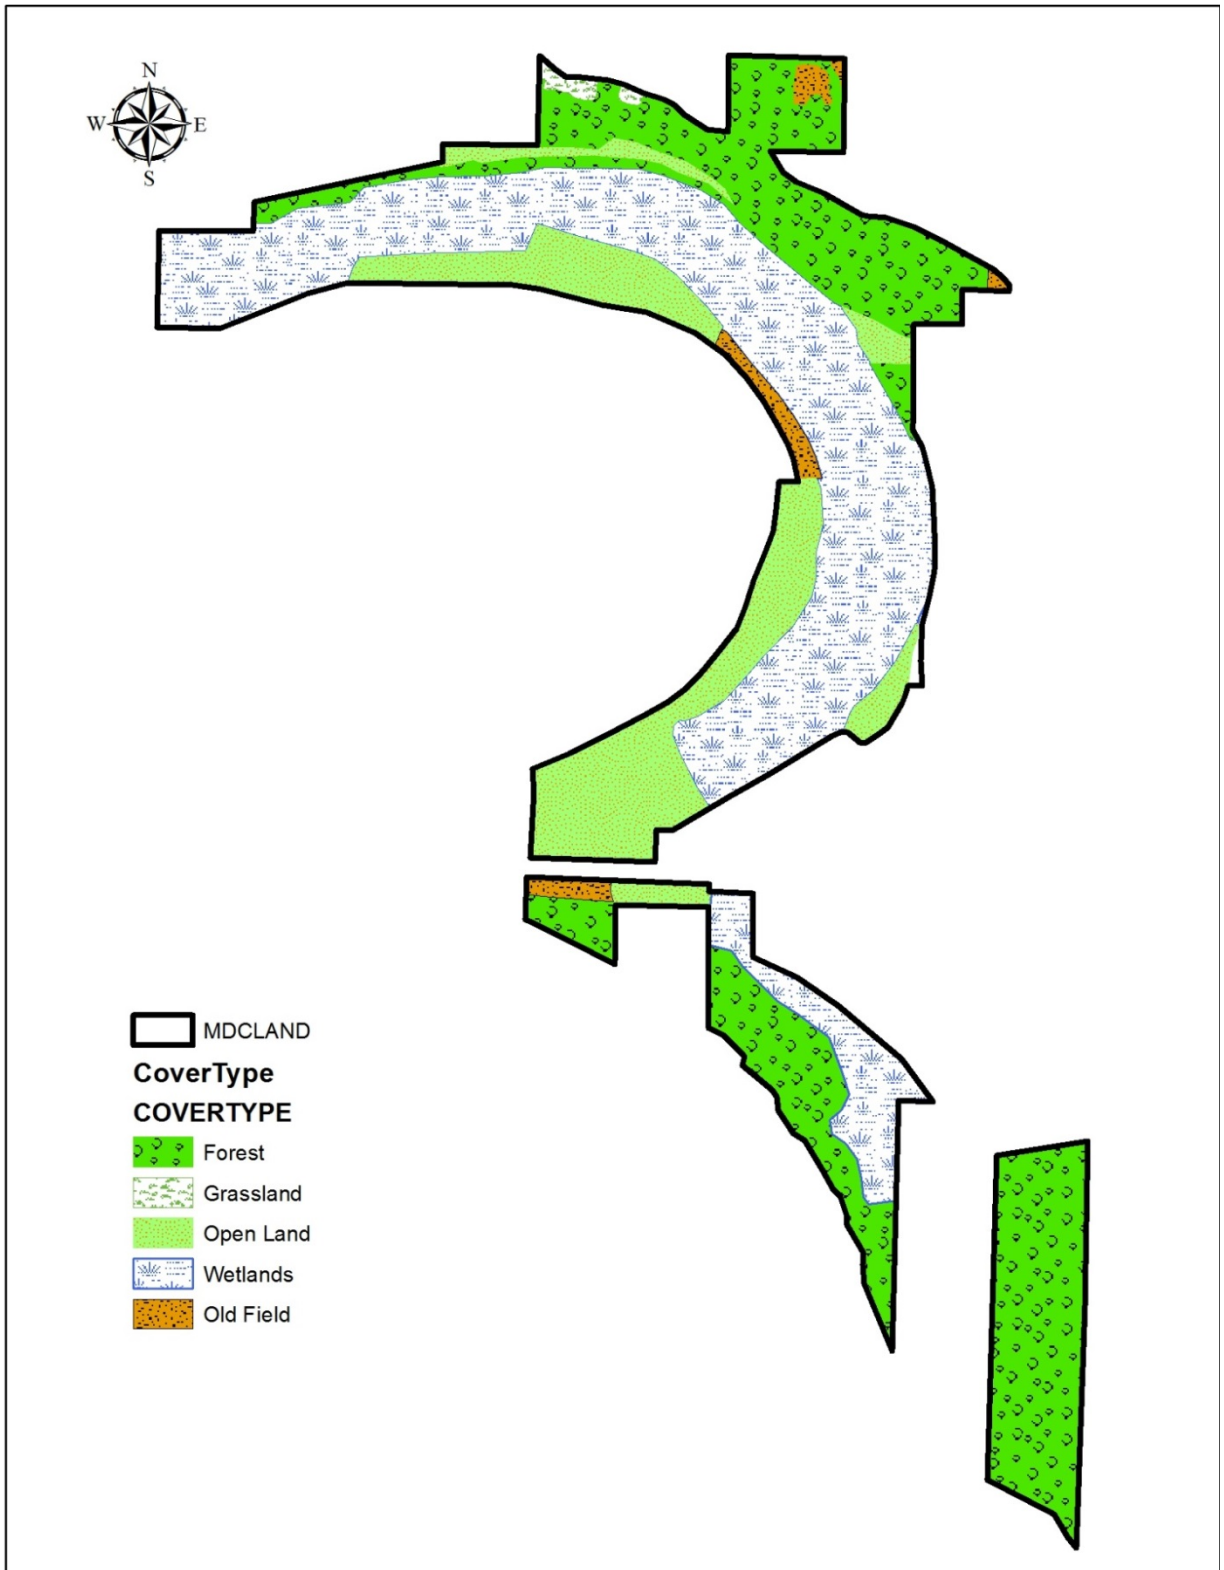 N
W E
S
MDCLAND
CoverType
COVERTYPE
Forest
Grassland
Open Land
Wetlands
Old Field